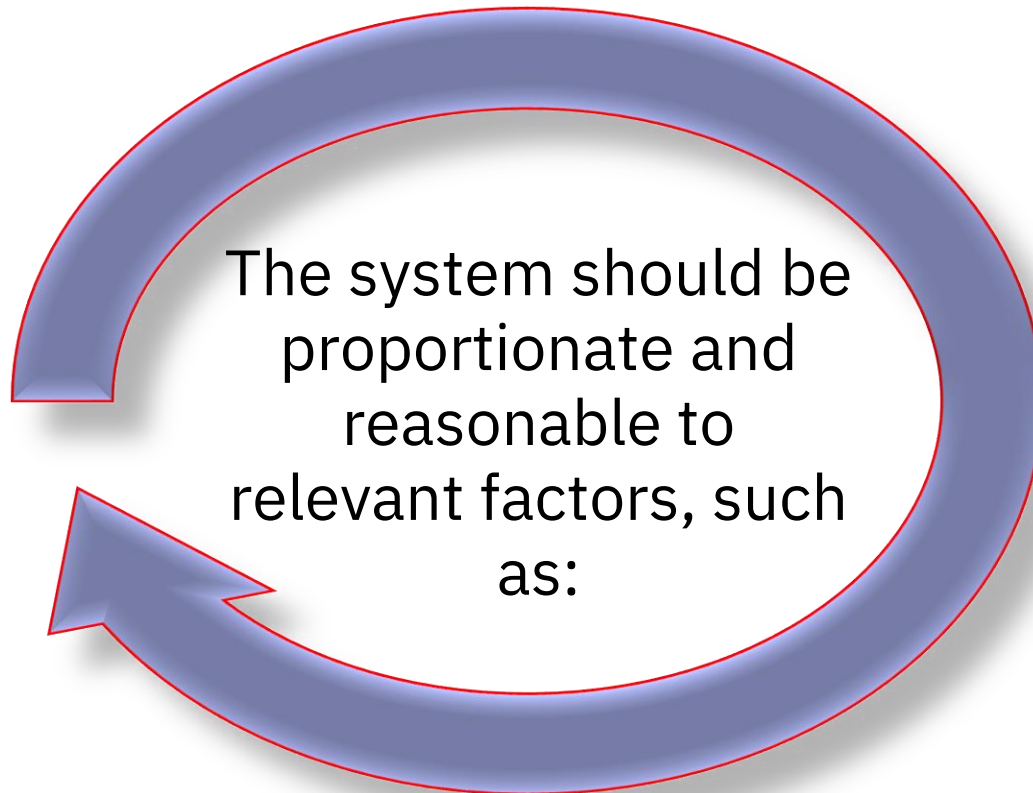 The system should be
proportionate and
reasonable to
relevant factors, such
as: